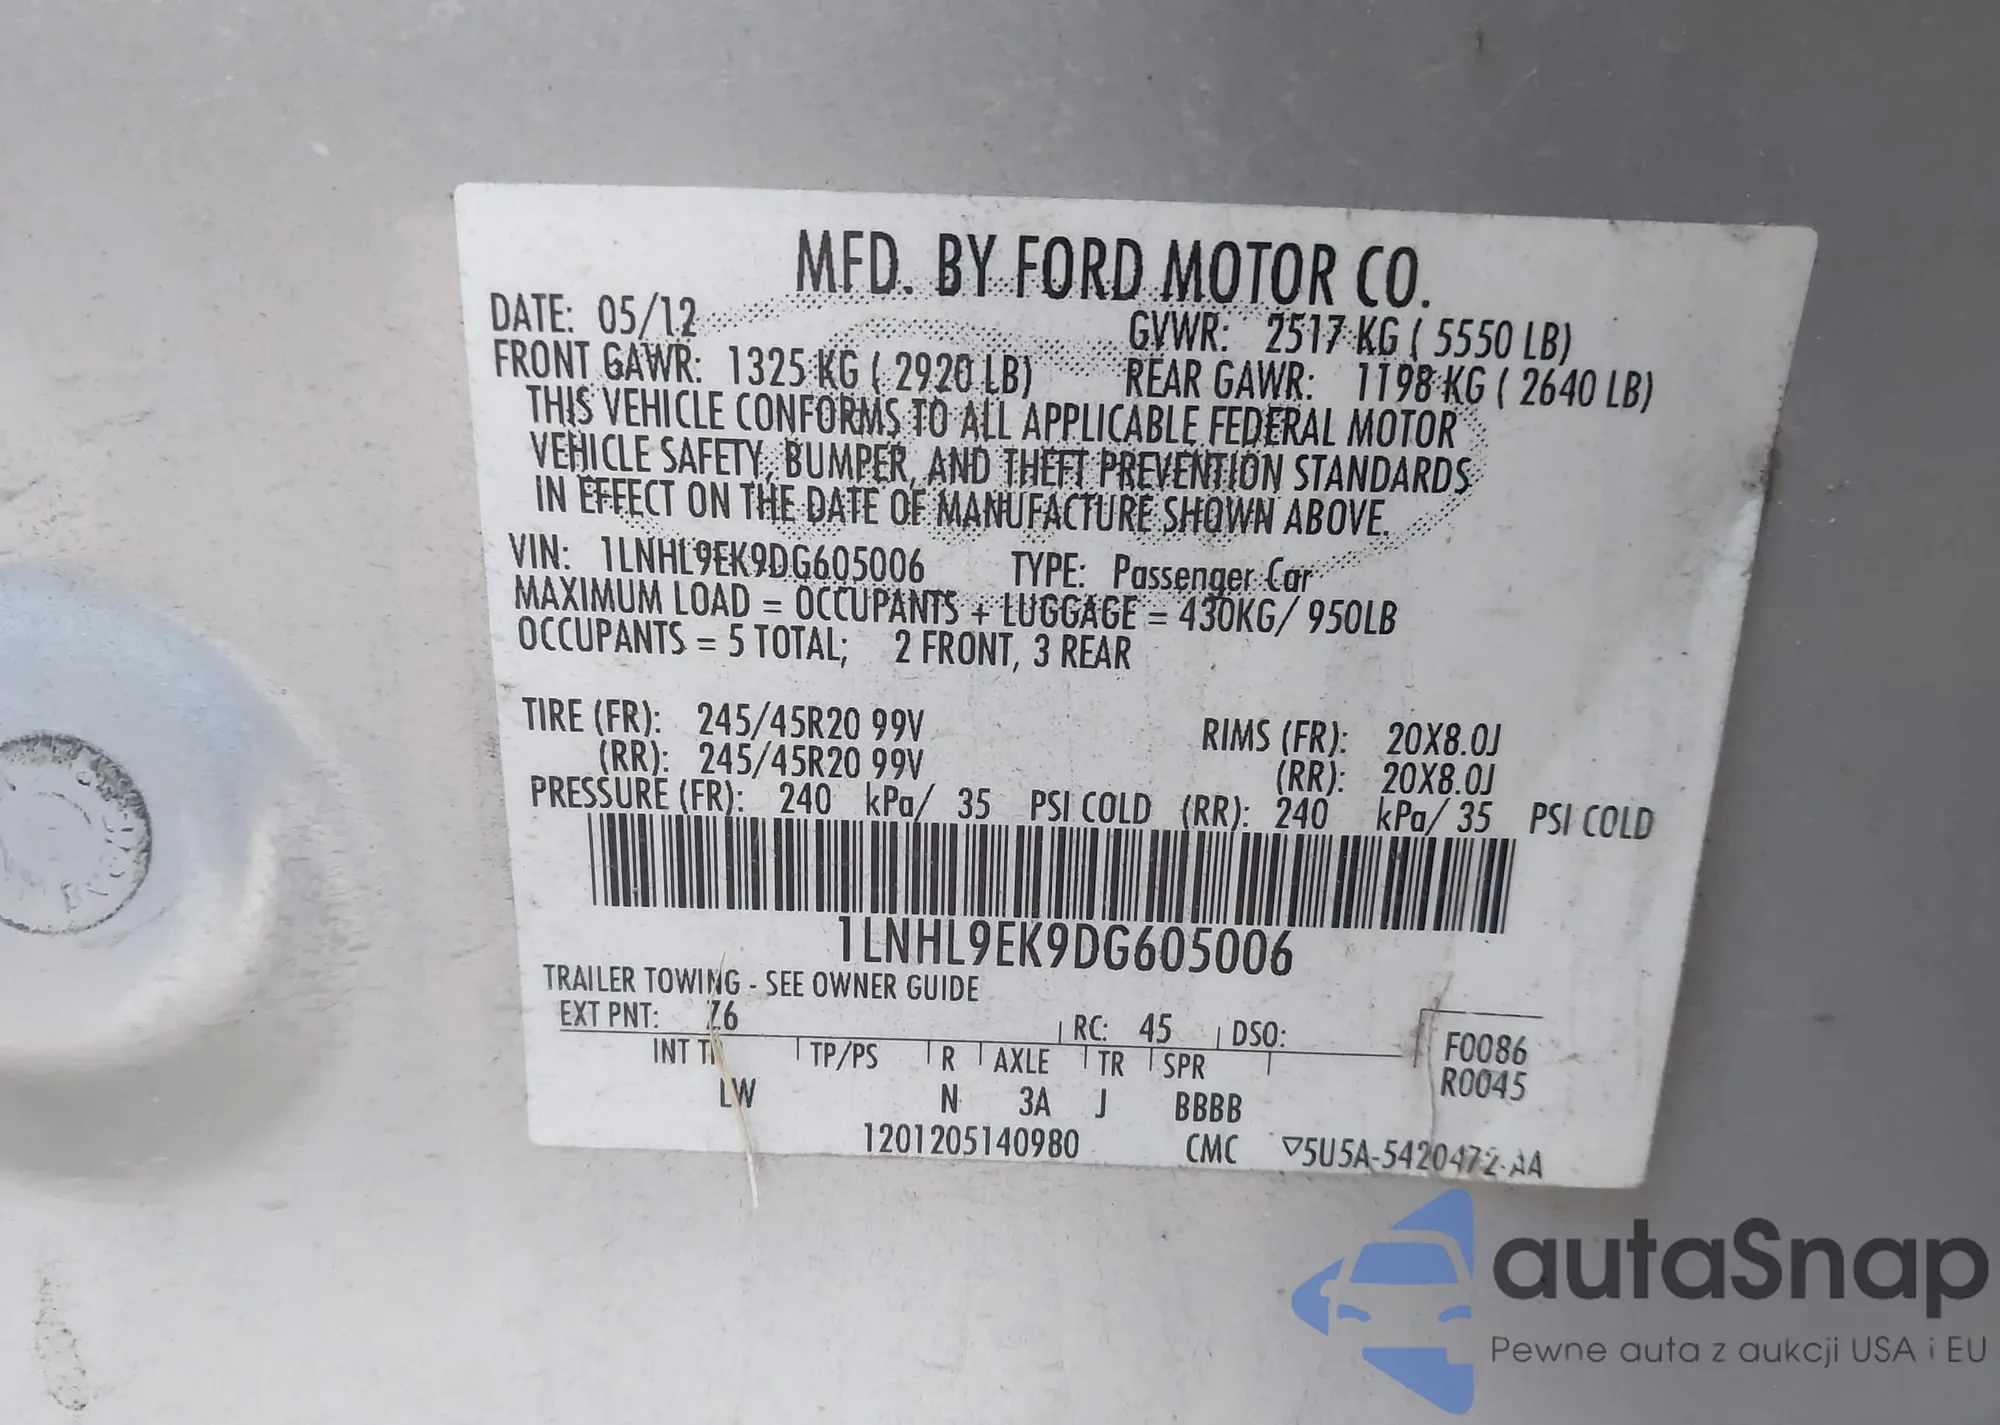 MFD. BY FORD MOTOR CO.
DATE: 05/12 GVWR: 2517 KG ( 5550 LB)
FRONT GAWR: 1325 KG ( 2920 LB) REAR GAWR: 1198 KG ( 2640 LB)
THIS VEHICLE CONFORMS TO ALL APPLICABLE FEDERAL MOTOR
VEHICLE SAFETY, BUMPER, AND THEFT PREVENTION STANDARDS
IN EFFECT ON THE DATE OF MANUFACTURE SHOWN ABOVE.
VIN: 1LNHL9EK9DG605006 TYPE: Passenger Car
MAXIMUM LOAD = OCCUPANTS + LUGGAGE = 430KG/ 950LB
OCCUPANTS = 5 TOTAL; 2 FRONT, 3 REAR
TIRE (FR): 245/45R20 99V RIMS (FR): 20X8.0J
(RR): 245/45R20 99V (RR): 20X8.0J
PRESSURE (FR): 240 kPa/ 35 PSI COLD (RR): 240 kPa/ 35 PSI COLD
1LNHL9EK9DG605006
TRAILER TOWING - SEE OWNER GUIDE
EXT PNT: RC: 45 DSO: F0086
INT TP/PS R AXLE TR SPR R0045
LW N 3A J BBBB
1201205140980 CMC ▽5U5A-5420472-AA
autaSnap
Pewne auta z aukcji USA i EU